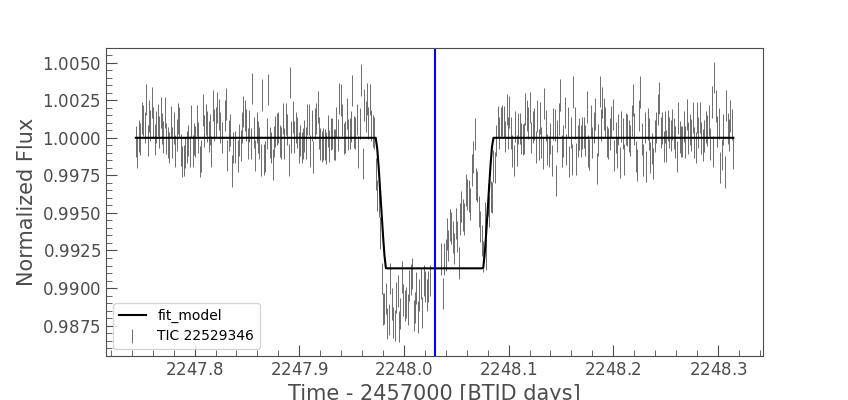 1.0050
1.0025
1.0000
0.9975
0.9950
0.9925
0.9900
0.9875
Normalized Flux
fit_model
TIC 22529346
2247.8 2247.9 2248.0 2248.1 2248.2 2248.3
Time - 2457000 [BTJD days]